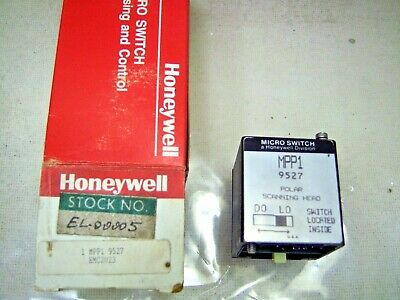 MICRO SWITCH
sing and Control
Honeywell
Honeywell
STOCK NO.
EL-00005
1 MPP1 9527
EMC2023
MICRO SWITCH
a Honeywell Division
MPP1
9527
POLAR
SCANNING HEAD
DO LO
SWITCH
LOCATED
INSIDE